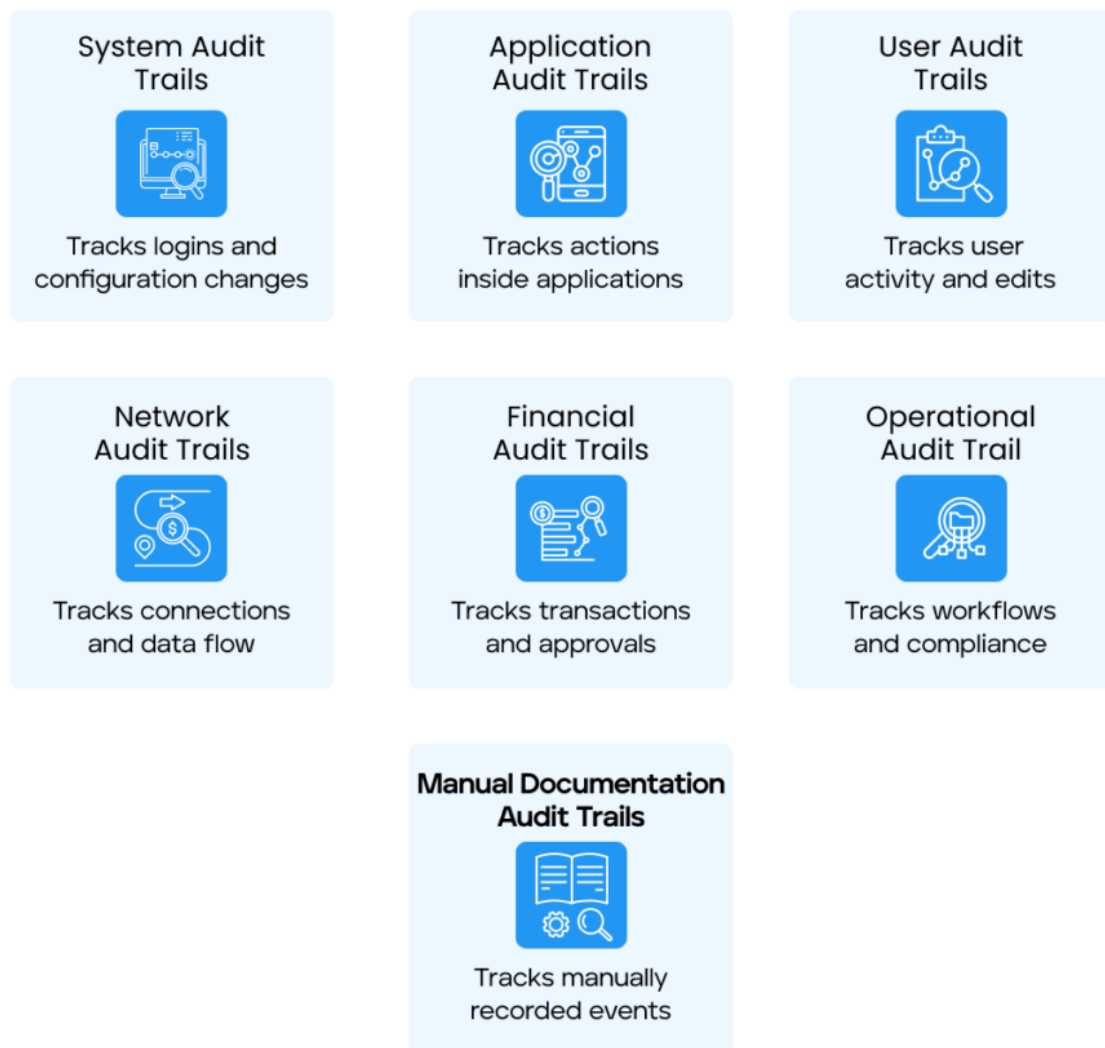 System Audit
Trails
Tracks logins and
configuration changes
Application
Audit Trails
Tracks actions
inside applications
User Audit
Trails
Tracks user
activity and edits
Network
Audit Trails
Tracks connections
and data flow
Financial
Audit Trails
Tracks transactions
and approvals
Operational
Audit Trail
Tracks workflows
and compliance
Manual Documentation
Audit Trails
Tracks manually
recorded events